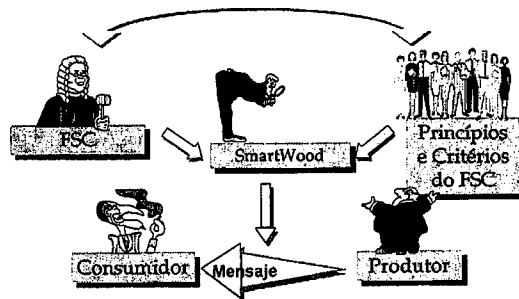 FSC
SmartWood
Princípios
e Critérios
do FSC
Consumidor
Mensaje
Produtor